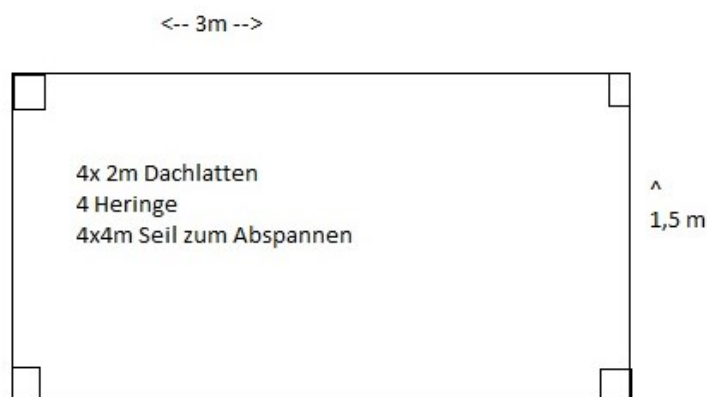 <-- 3m -->
4x 2m Dachlatten
4 Heringe
4x4m Seil zum Abspannen
^
1,5 m